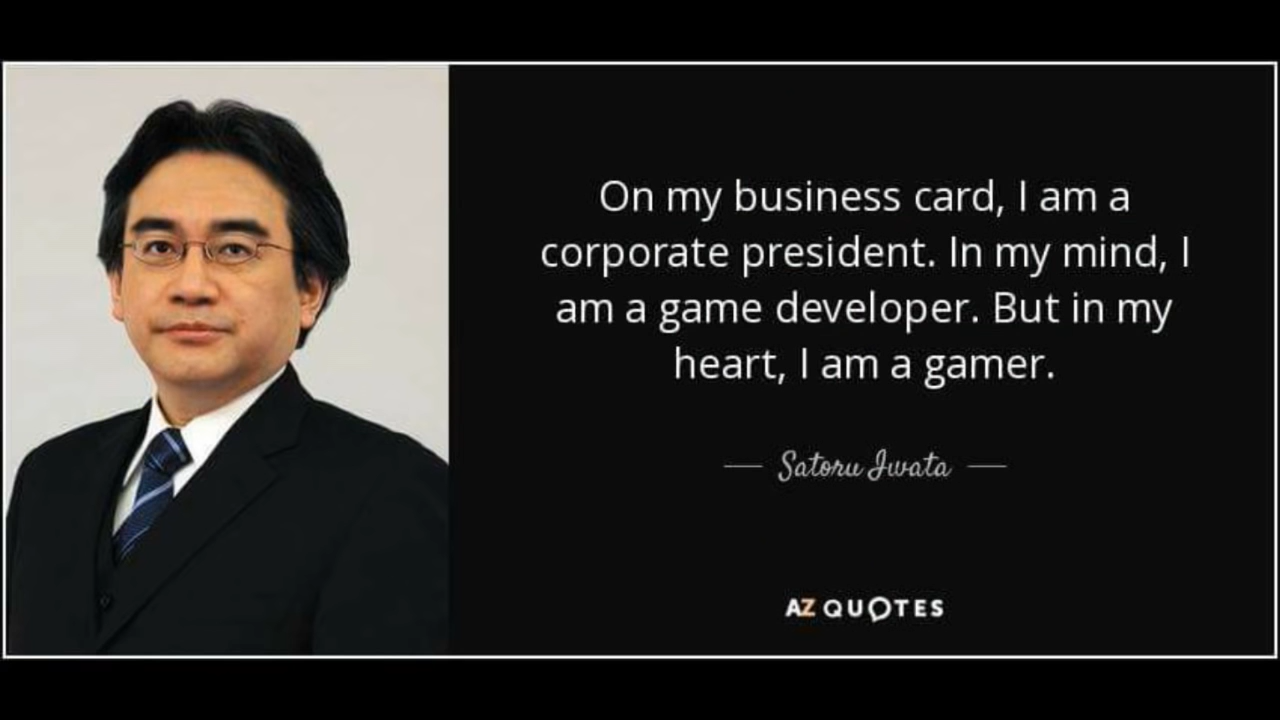 On my business card, I am a
corporate president. In my mind, I
am a game developer. But in my
heart, I am a gamer.
Satoru Iwata
AZ QUOTES